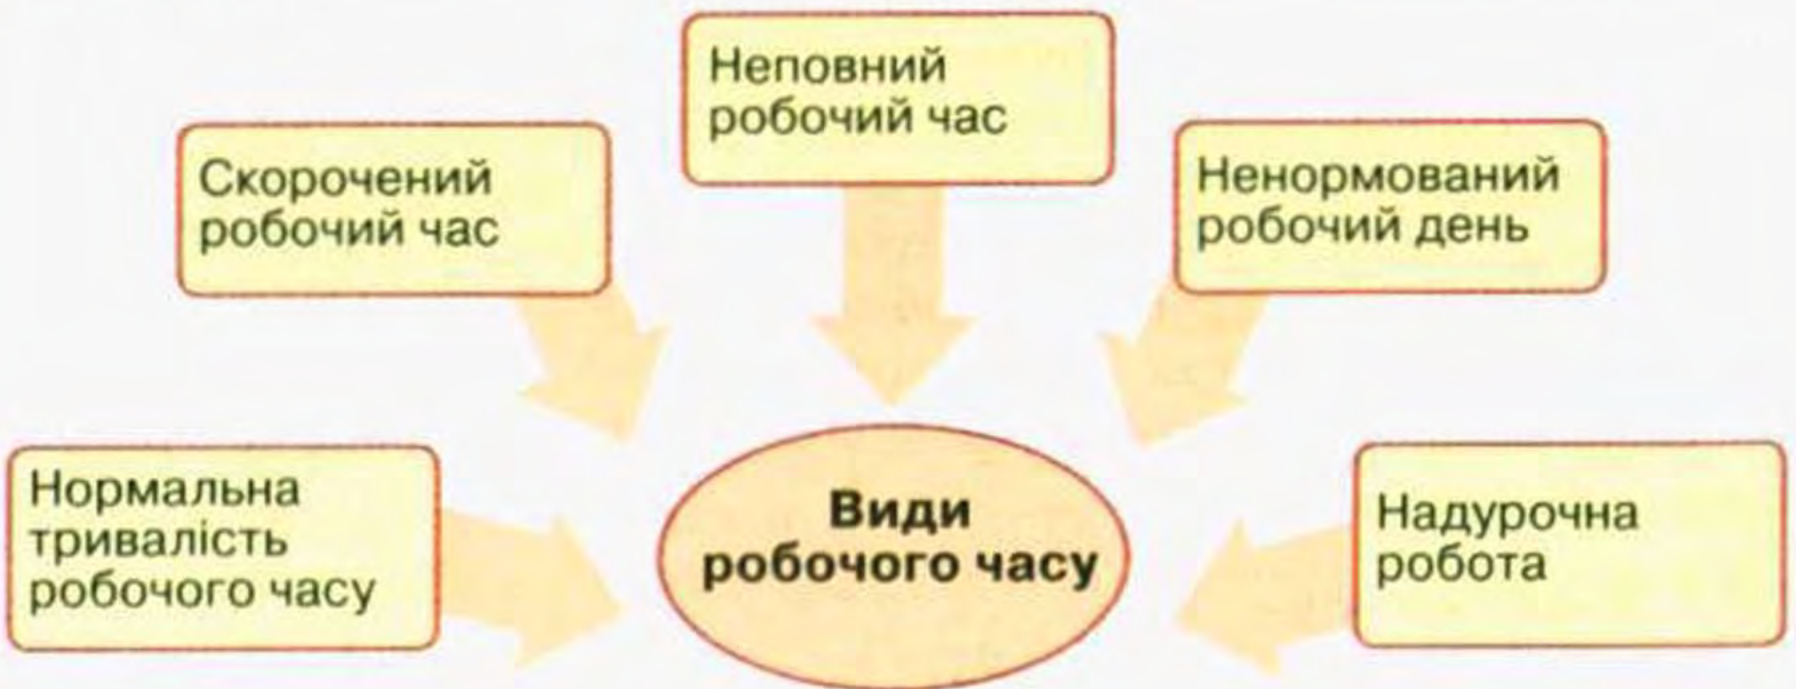 Неповний
робочий час
Скорочений
робочий час
Ненормований
робочий день
Нормальна
тривалість
робочого часу
Види
робочого часу
Надурочна
робота